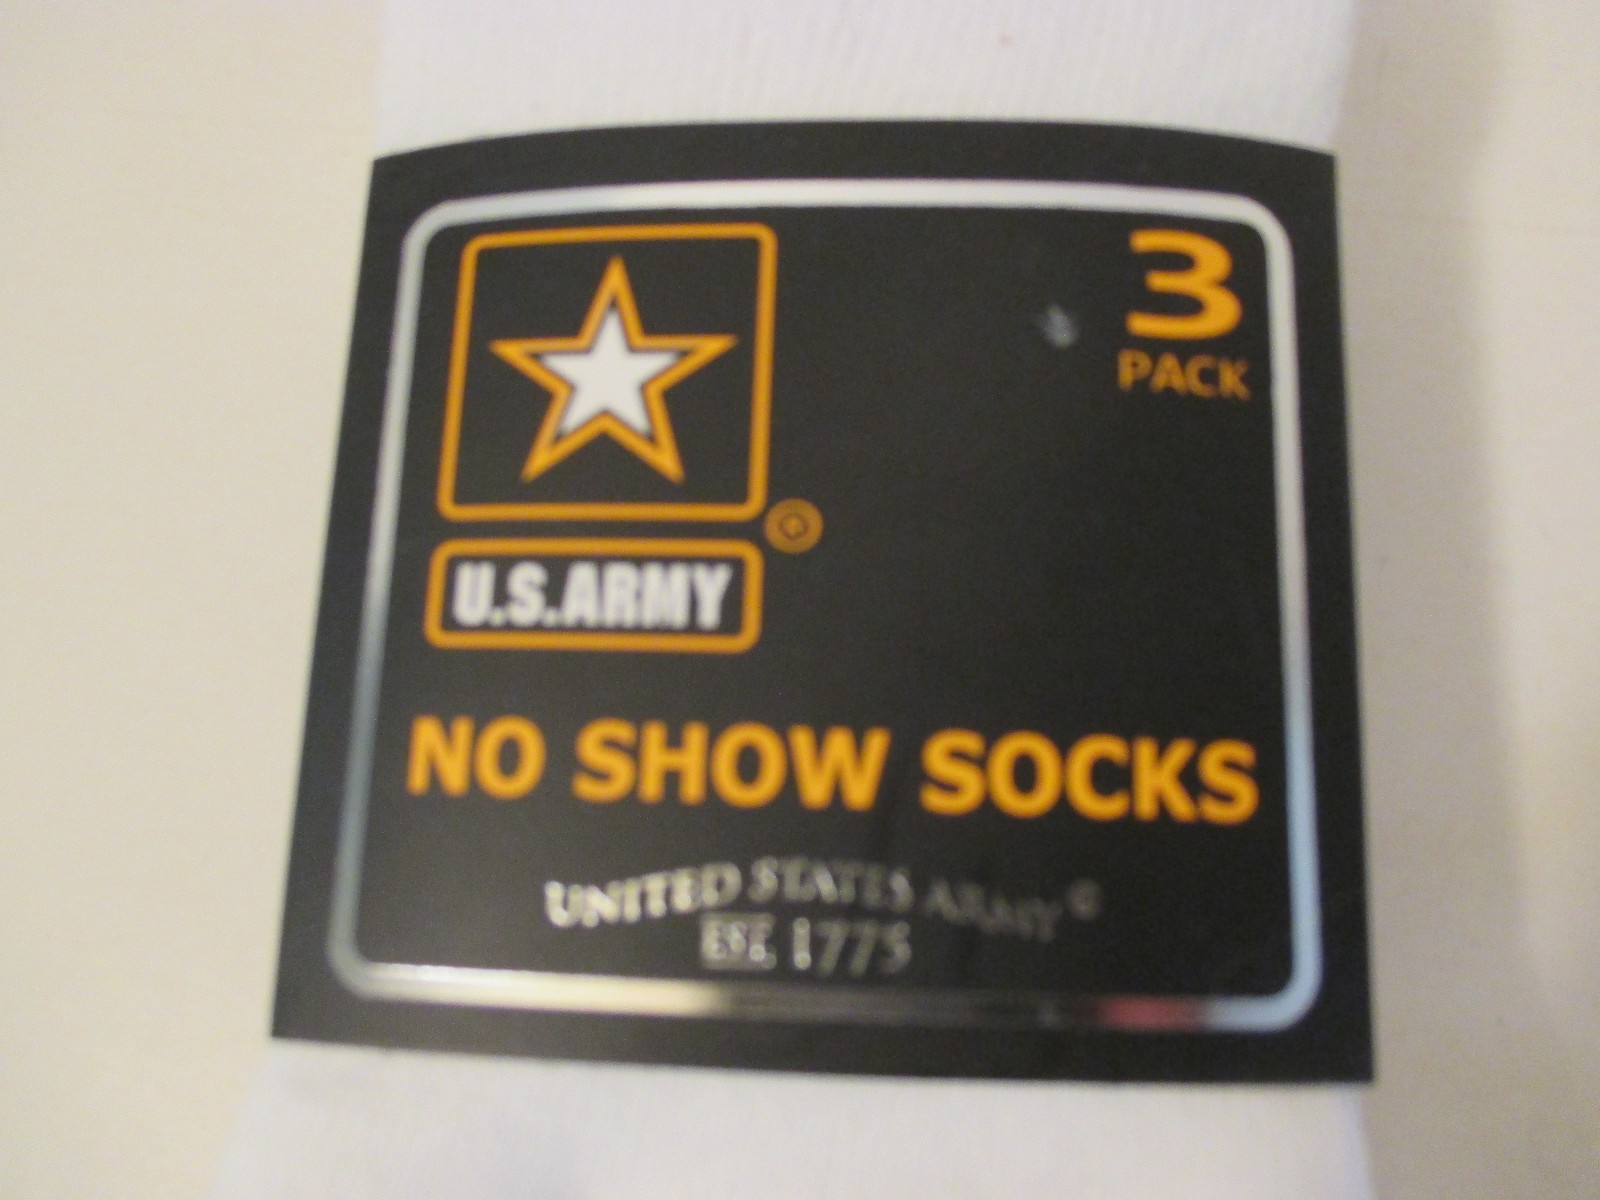 3
PACK
U.S.ARMY
NO SHOW SOCKS
UNITED STATES ARMY
EST. 1775